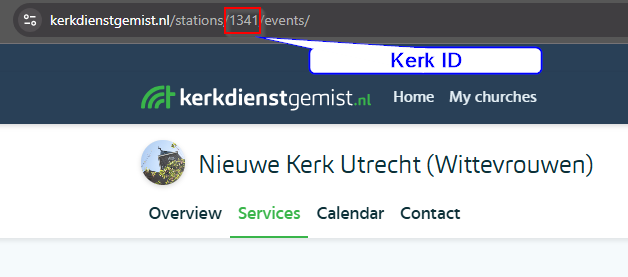 kerkdienstgemist.nl/stations/1341/events/
Kerk ID
kerkdienstgemist.nl Home My churches
Nieuwe Kerk Utrecht (Wittevrouwen)
Overview Services Calendar Contact